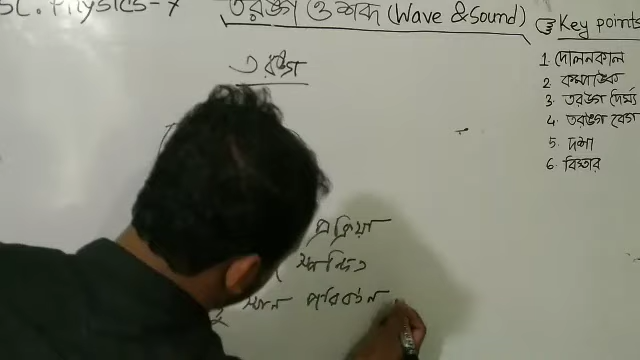 SC. Physics-7
তরঙ্গ ও শব্দ (Wave & Sound)
Key points
1. দোলনকাল
2. কম্পাঙ্ক
3. তরঙ্গ দৈর্ঘ্য
4. তরঙ্গ বেগ
5. দশা
6. বিস্তার
তরঙ্গ
প্রক্রিয়া
স্পন্দিত
স্থান পরিবর্তন